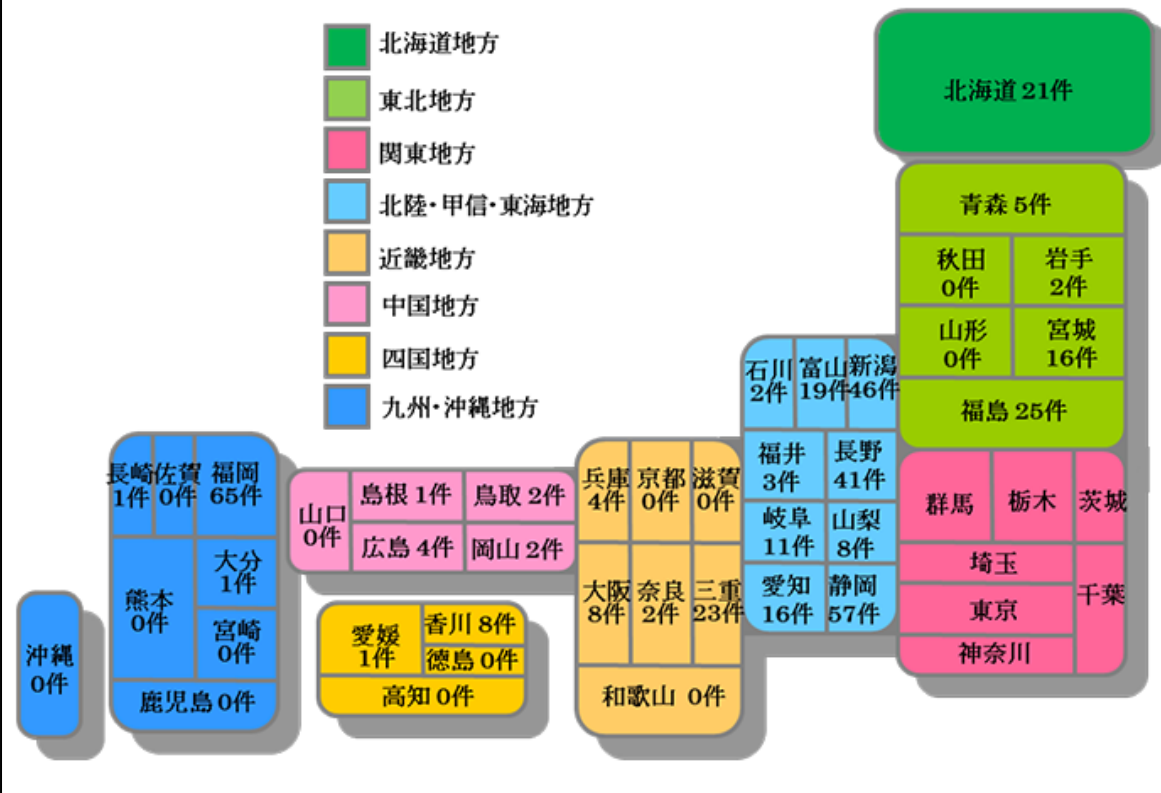 北海道地方
東北地方
関東地方
北陸・甲信・東海地方
近畿地方
中国地方
四国地方
九州・沖縄地方
北海道 21件
青森 5件
秋田
0件
岩手
2件
山形
0件
宮城
16件
福島 25件
群馬
栃木
茨城
埼玉
東京
神奈川
千葉
石川
2件
富山
19件
新潟
46件
福井
3件
長野
41件
岐阜
11件
山梨
8件
愛知
16件
静岡
57件
兵庫
4件
京都
0件
滋賀
0件
大阪
8件
奈良
2件
三重
23件
和歌山 0件
山口
0件
島根 1件
鳥取 2件
広島 4件
岡山 2件
愛媛
1件
香川 8件
徳島 0件
高知 0件
長崎
1件
佐賀
0件
福岡
65件
熊本
0件
大分
1件
宮崎
0件
鹿児島 0件
沖縄
0件